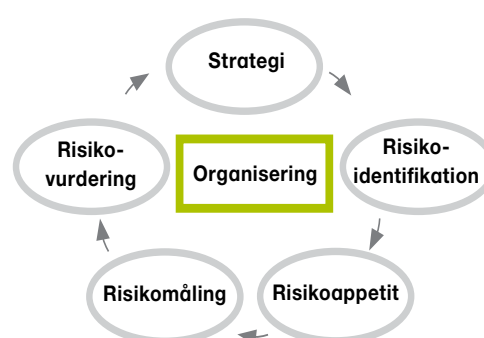 Strategi
Risiko-
identifikation
Risikoappetit
Risikomåling
Risiko-
vurdering
Organisering